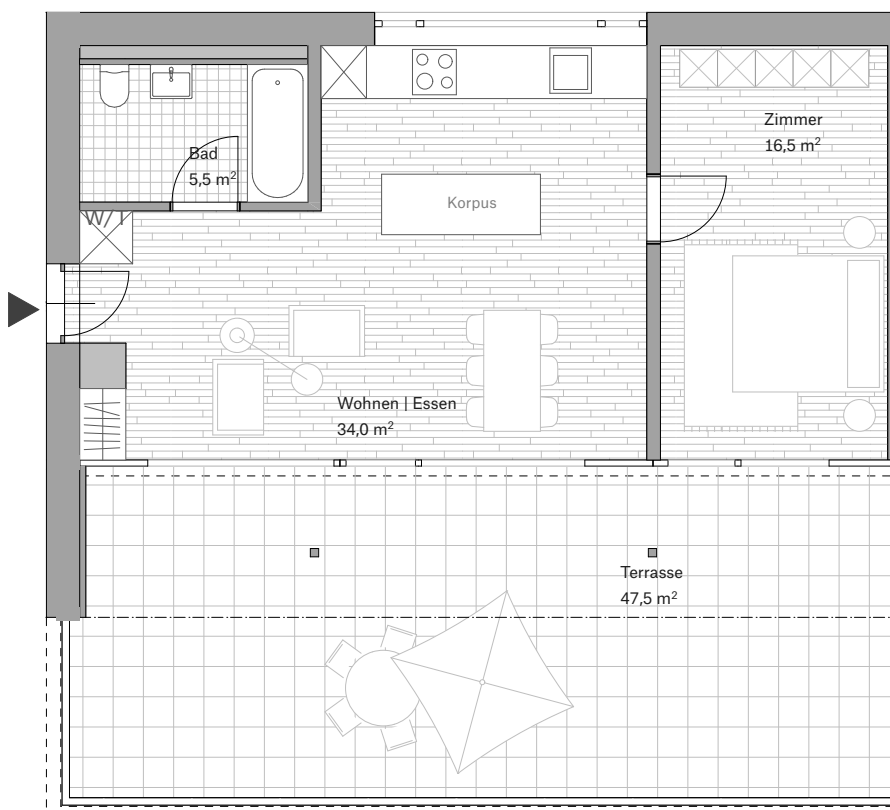 Zimmer
16,5 m²
Bad
5,5 m²
Korpus
W/T
Wohnen | Essen
34,0 m²
Terrasse
47,5 m²